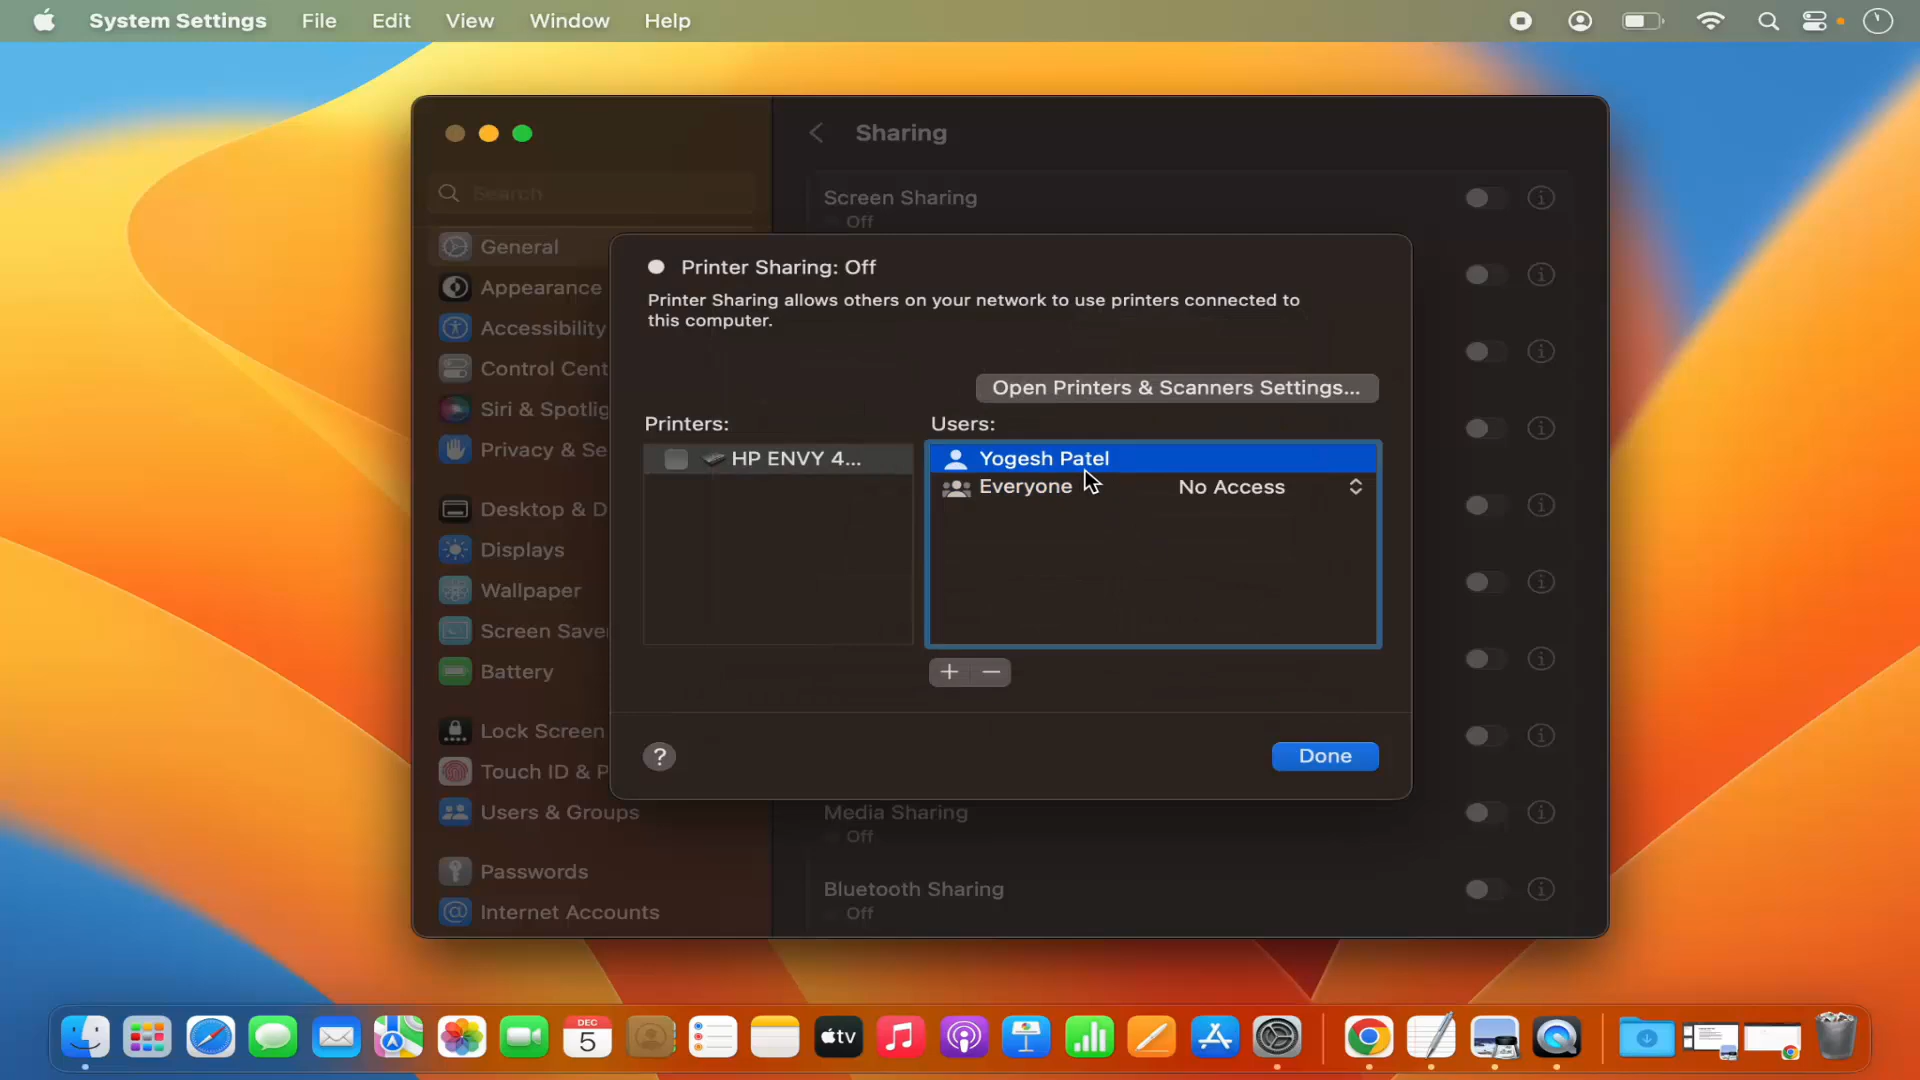 System Settings File Edit View Window Help
Sharing
Search
Screen Sharing
Off
General
Appearance
Accessibility
Control Cent
Siri & Spotlig
Privacy & Se
Desktop & D
Displays
Wallpaper
Screen Save
Battery
Lock Screen
Touch ID & P
Users & Groups
Passwords
Internet Accounts
Printer Sharing: Off
Printer Sharing allows others on your network to use printers connected to
this computer.
Open Printers & Scanners Settings...
Printers: Users:
HP ENVY 4...
Yogesh Patel
Everyone No Access
+ −
? Done
Media Sharing
Off
Bluetooth Sharing
Off
DEC
5
tv